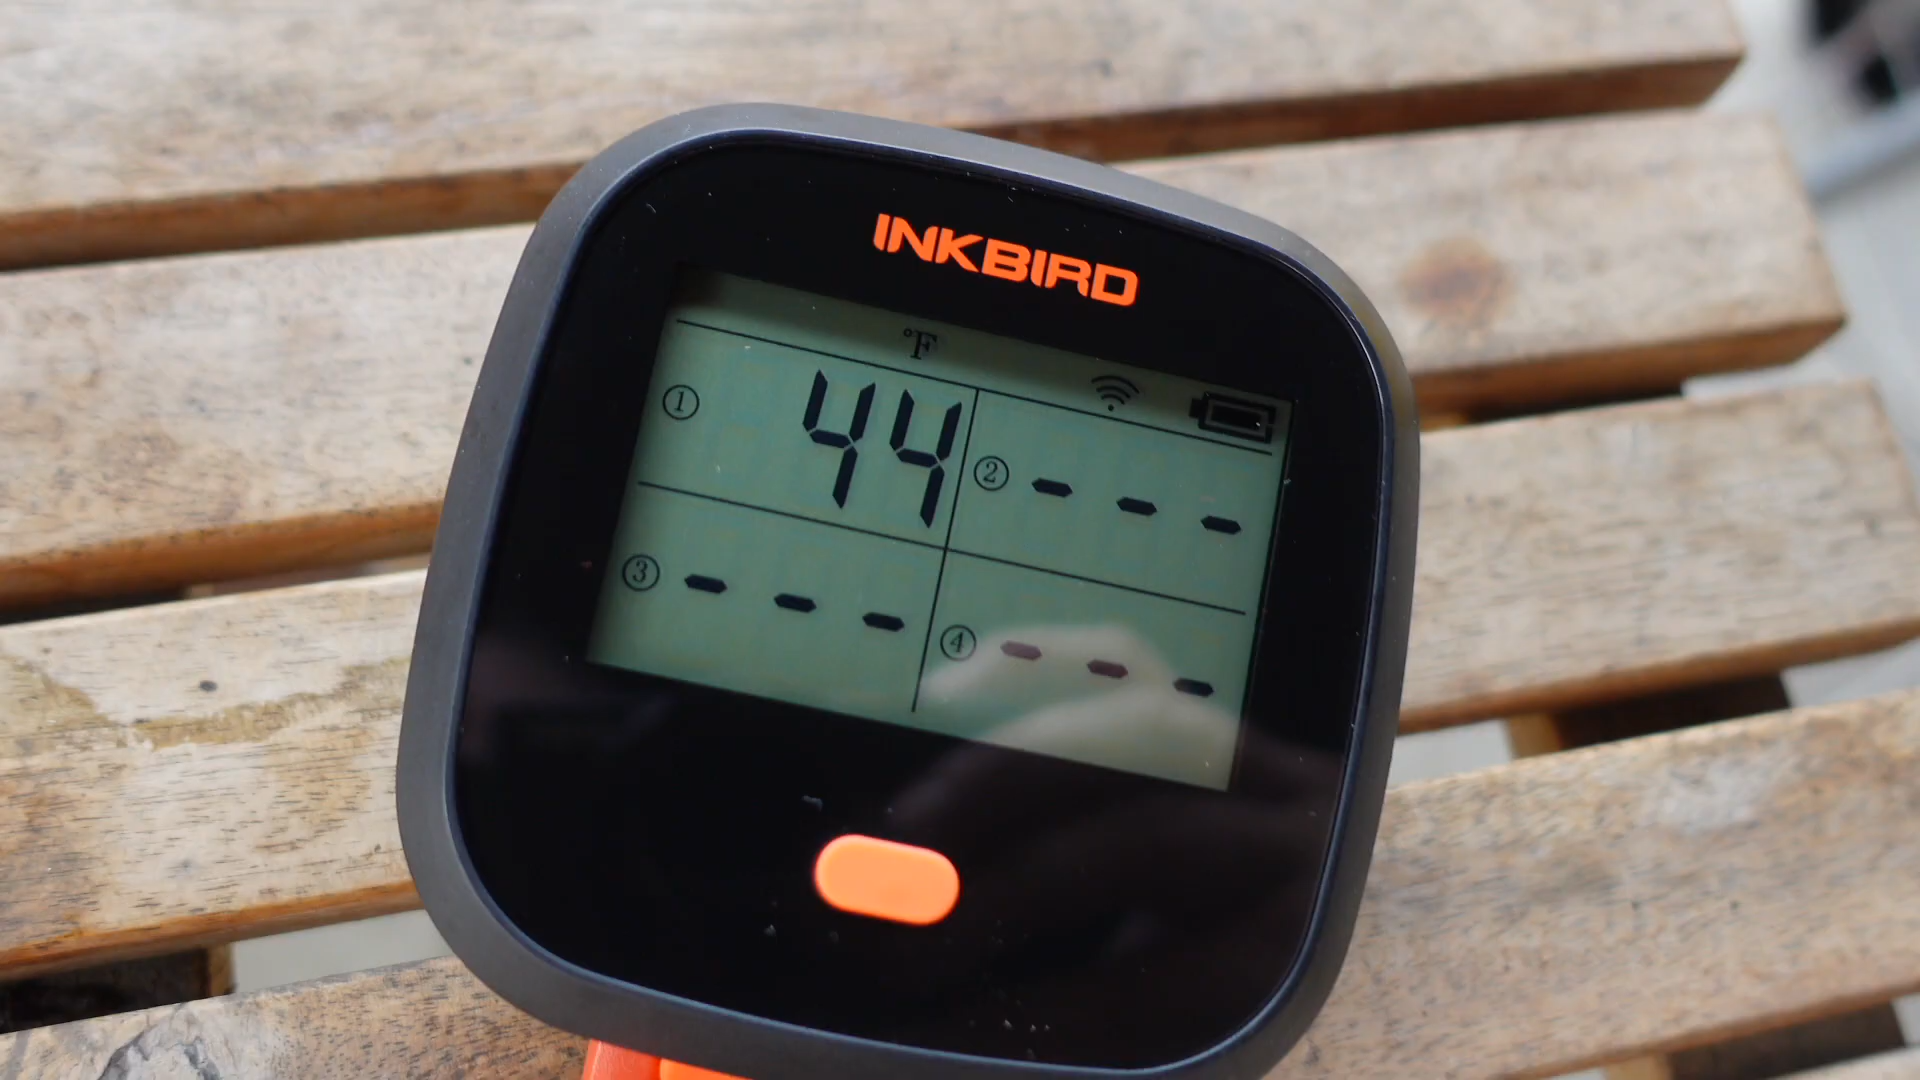 INKBIRD
°F
① 44
② - - -
③ - - -
④ - - -